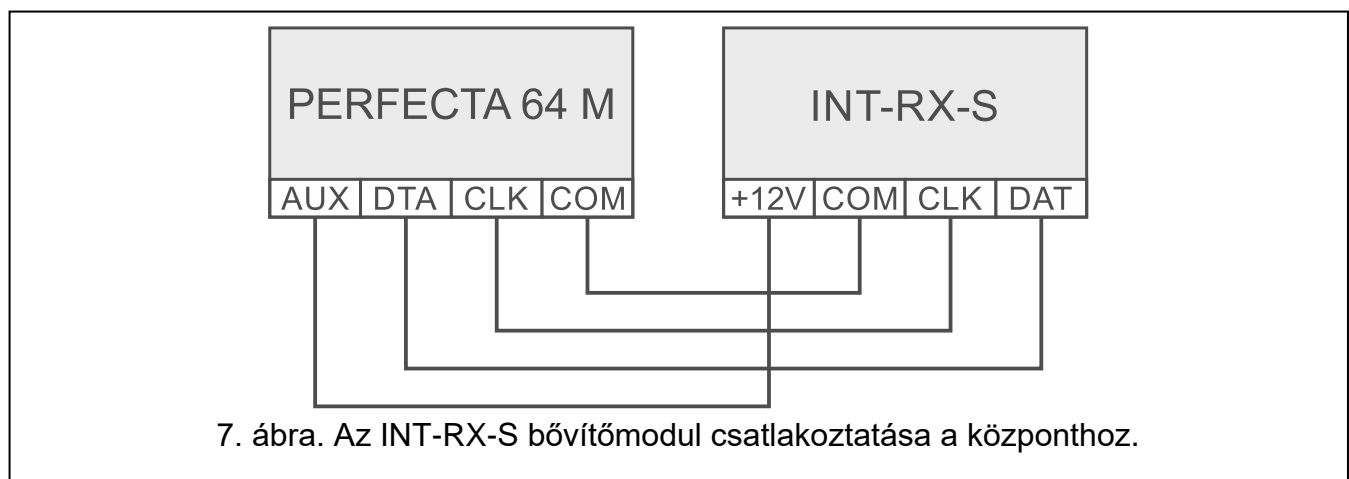 PERFECTA 64 M
INT-RX-S
AUX DTA CLK COM
+12V COM CLK DAT
7. ábra. Az INT-RX-S bővítőmodul csatlakoztatása a központhoz.